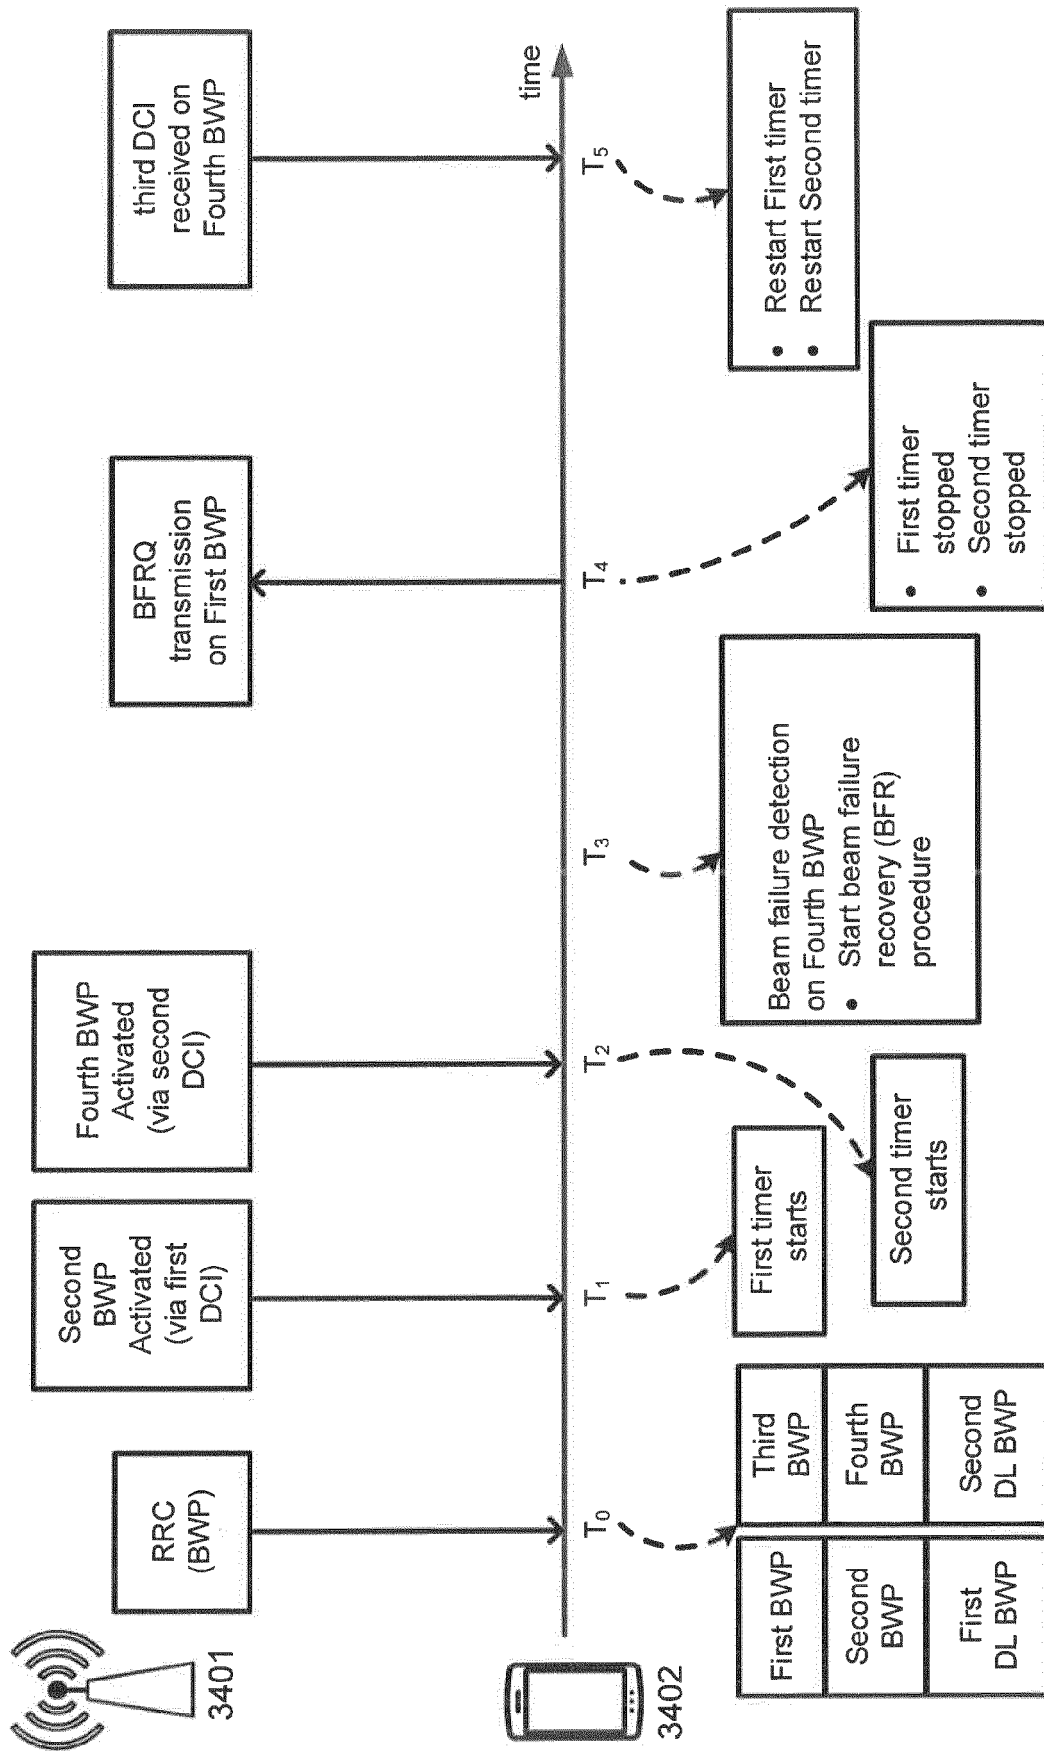 3401
3402
RRC
(BWP)
Second
BWP
Activated
(via first
DCI)
Fourth BWP
Activated
(via second
DCI)
BFRQ
transmission
on First BWP
third DCI
received on
Fourth BWP
time
T0
T1
T2
T3
T4
T5
First BWP
Second
BWP
First
DL BWP
Third
BWP
Fourth
BWP
Second
DL BWP
First timer
starts
Second timer
starts
Beam failure detection
on Fourth BWP
• Start beam failure
recovery (BFR)
procedure
• First timer
stopped
• Second timer
stopped
• Restart First timer
• Restart Second timer